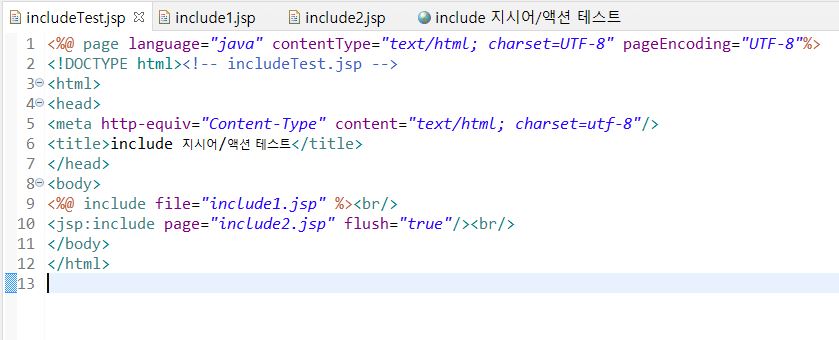 includeTest.jsp include1.jsp include2.jsp include 지시어/액션 테스트
1 <%@ page language="java" contentType="text/html; charset=UTF-8" pageEncoding="UTF-8"%>
2 <!DOCTYPE html><!-- includeTest.jsp -->
3 <html>
4 <head>
5 <meta http-equiv="Content-Type" content="text/html; charset=utf-8"/>
6 <title>include 지시어/액션 테스트</title>
7 </head>
8 <body>
9 <%@ include file="include1.jsp" %><br/>
10 <jsp:include page="include2.jsp" flush="true"/><br/>
11 </body>
12 </html>
13